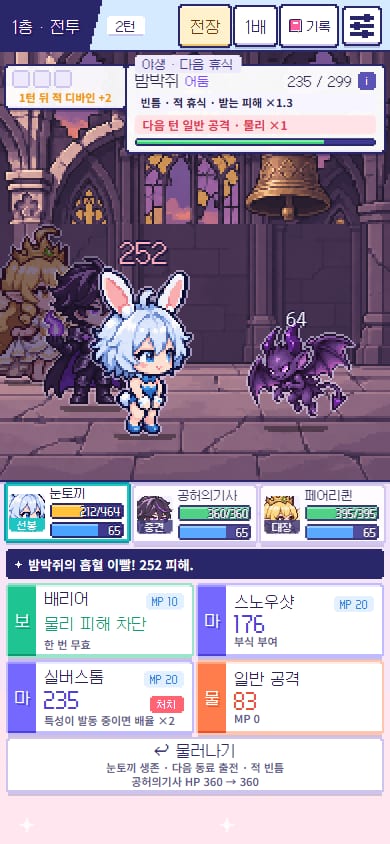 1층 · 전투
2턴
전장
1배
기록
1턴 뒤 적 디바인 +2
야생 · 다음 휴식
밤박쥐 어둠
235 / 299
i
빈틈 · 적 휴식 · 받는 피해 ×1.3
다음 턴 일반 공격 · 물리 ×1
252
64
선봉
눈토끼
212/464
65
중견
공허의기사
360/360
65
대장
페어리퀸
395/395
65
✦ 밤박쥐의 흡혈 이빨! 252 피해.
보
배리어
MP 10
물리 피해 차단
한 번 무효
마
스노우샷
MP 20
176
부식 부여
마
실버스톰
MP 20
235
처치
특성이 발동 중이면 배율 ×2
물
일반 공격
83
MP 0
↩ 물러나기
눈토끼 생존 · 다음 동료 출전 · 적 빈틈
공허의기사 HP 360 → 360